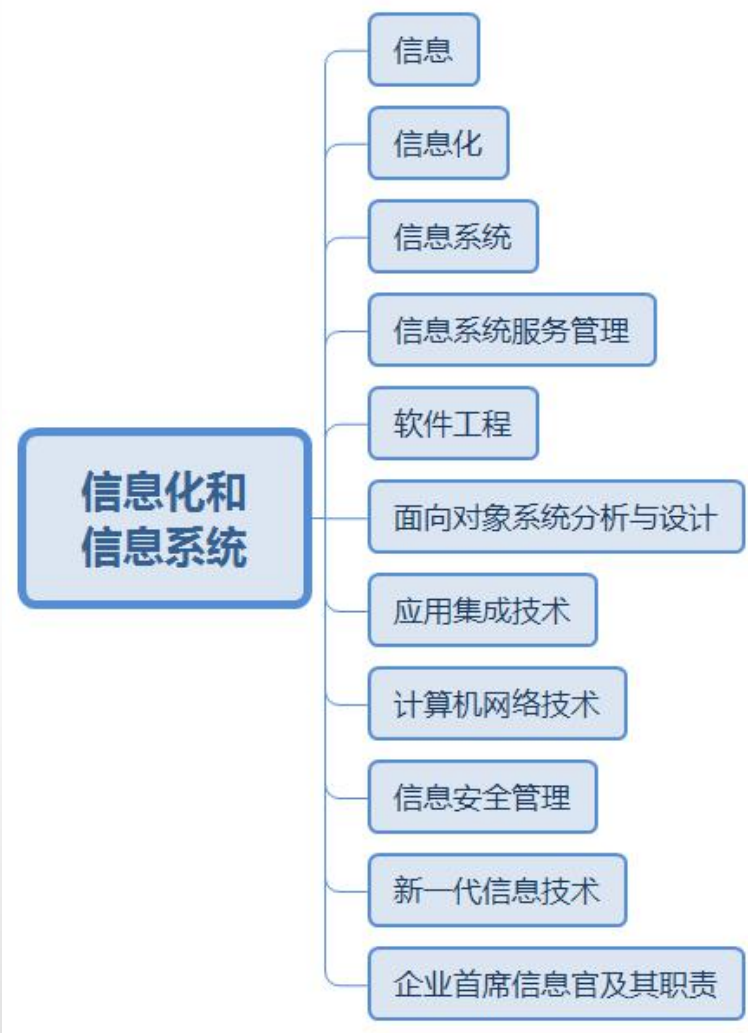 信息化和
信息系统
信息
信息化
信息系统
信息系统服务管理
软件工程
面向对象系统分析与设计
应用集成技术
计算机网络技术
信息安全管理
新一代信息技术
企业首席信息官及其职责